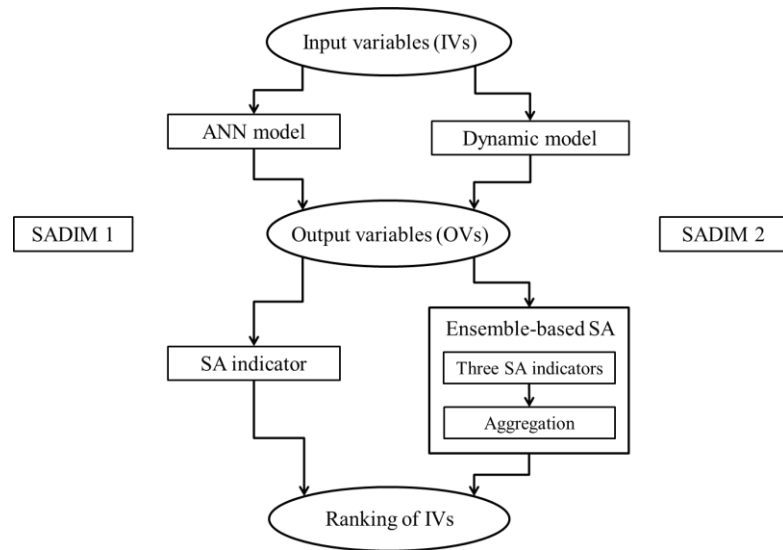 Input variables (IVs)
ANN model
Dynamic model
SADIM 1
Output variables (OVs)
SADIM 2
Ensemble-based SA
SA indicator
Three SA indicators
Aggregation
Ranking of IVs